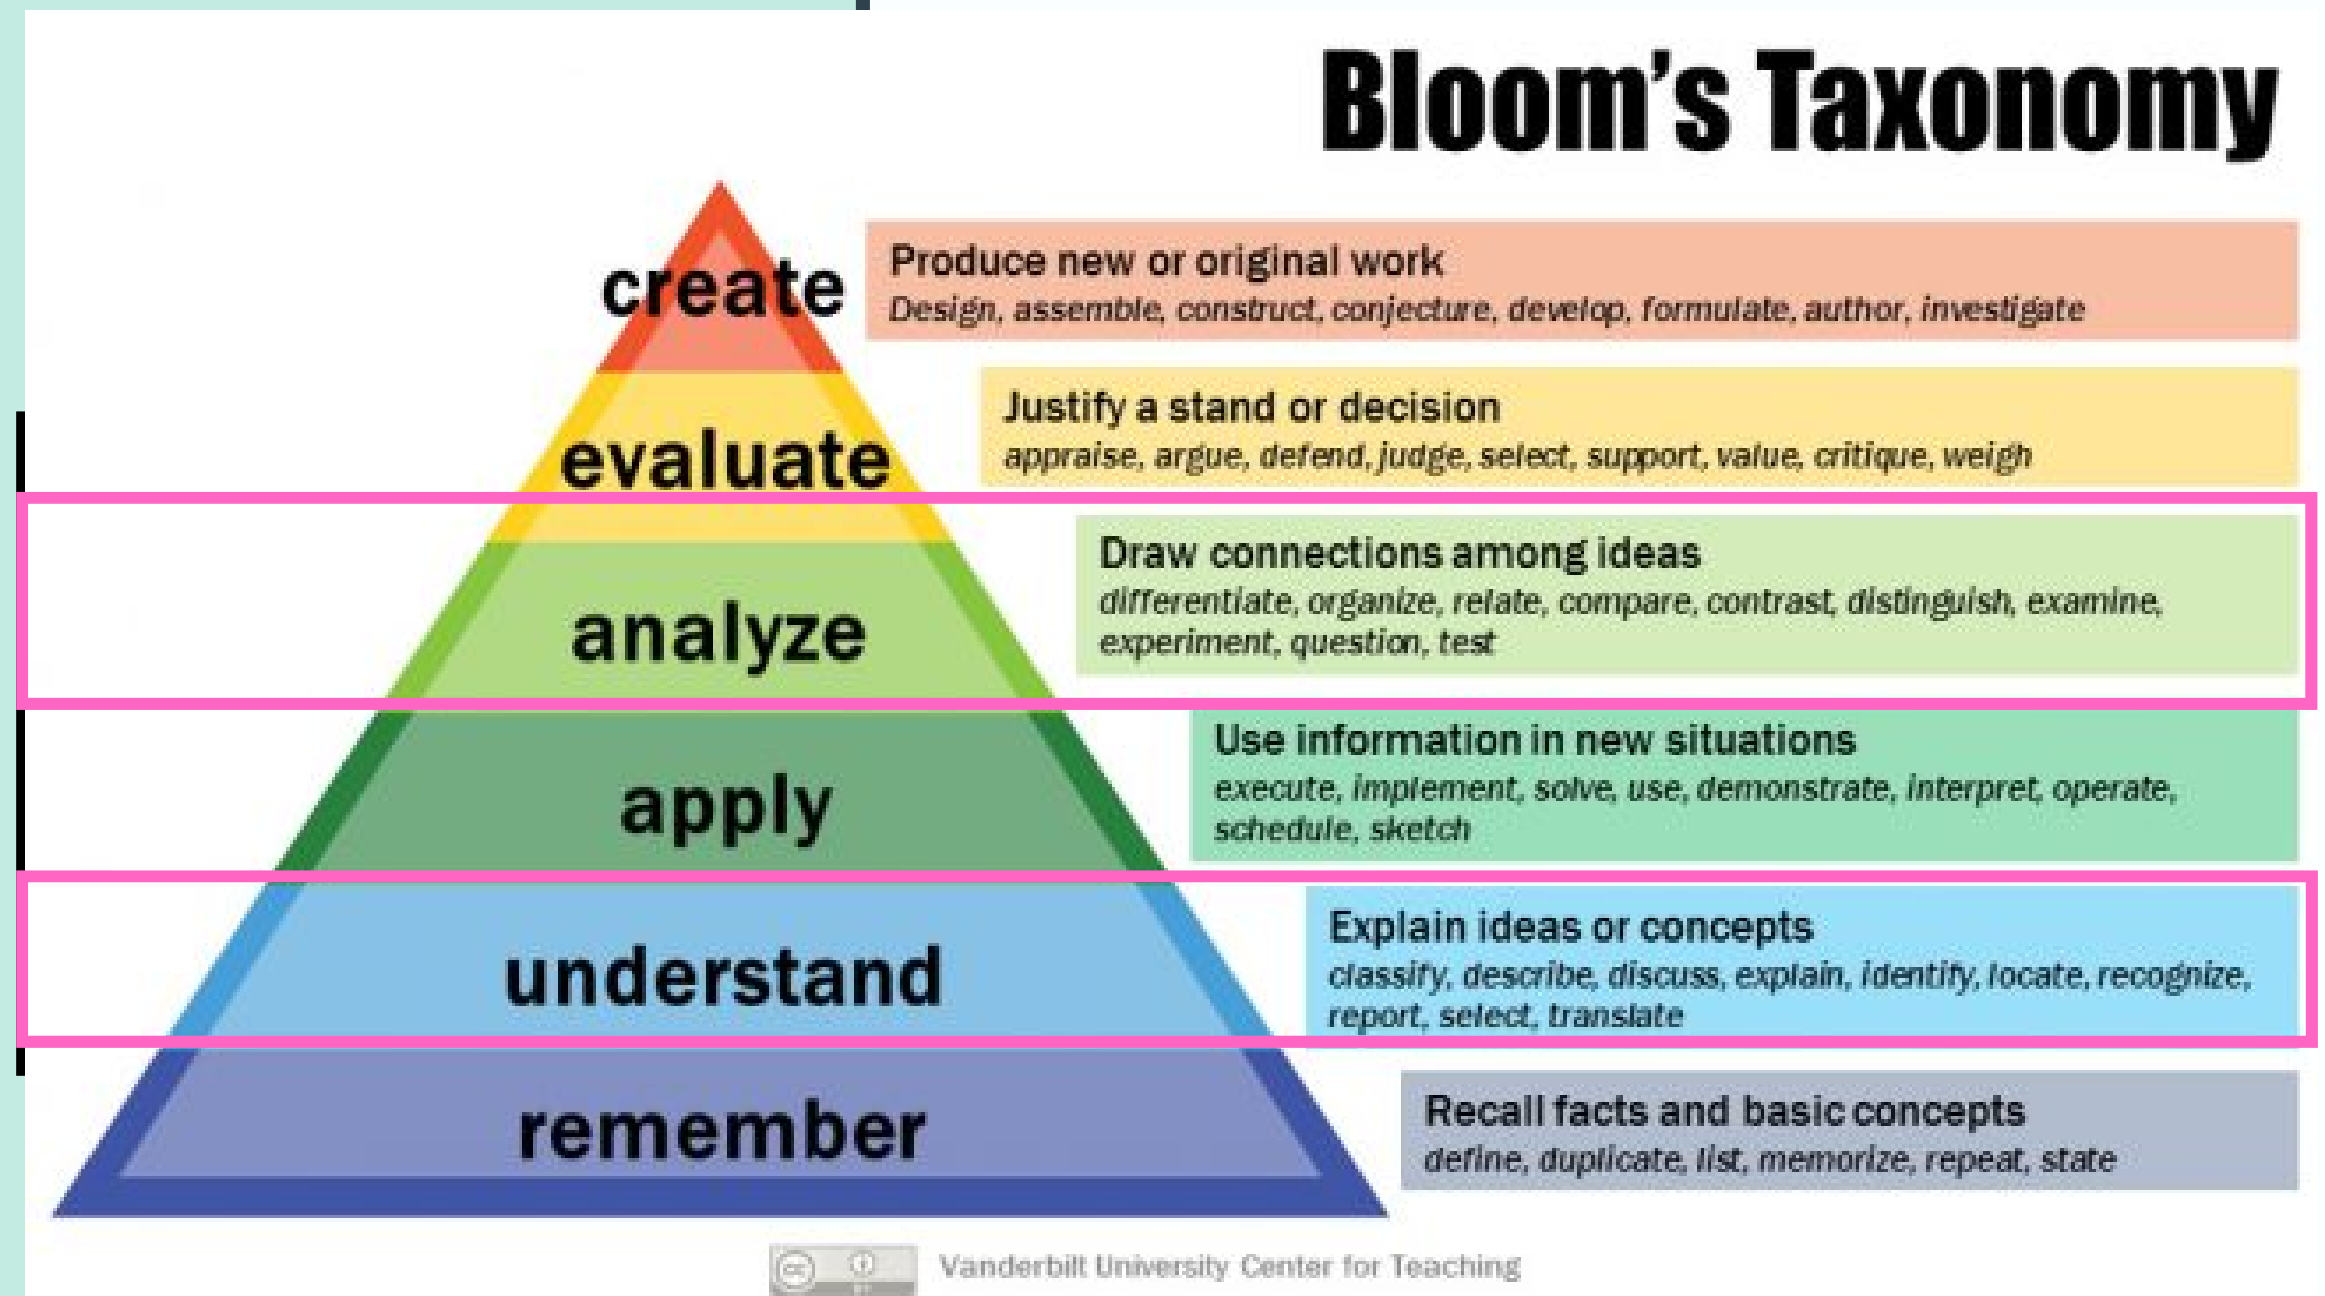 Bloom's Taxonomy
create
Produce new or original work
Design, assemble, construct, conjecture, develop, formulate, author, investigate
evaluate
Justify a stand or decision
appraise, argue, defend, judge, select, support, value, critique, weigh
analyze
Draw connections among ideas
differentiate, organize, relate, compare, contrast, distinguish, examine,
experiment, question, test
apply
Use information in new situations
execute, implement, solve, use, demonstrate, interpret, operate,
schedule, sketch
understand
Explain ideas or concepts
classify, describe, discuss, explain, identify, locate, recognize,
report, select, translate
remember
Recall facts and basic concepts
define, duplicate, list, memorize, repeat, state
cc
Vanderbilt University Center for Teaching